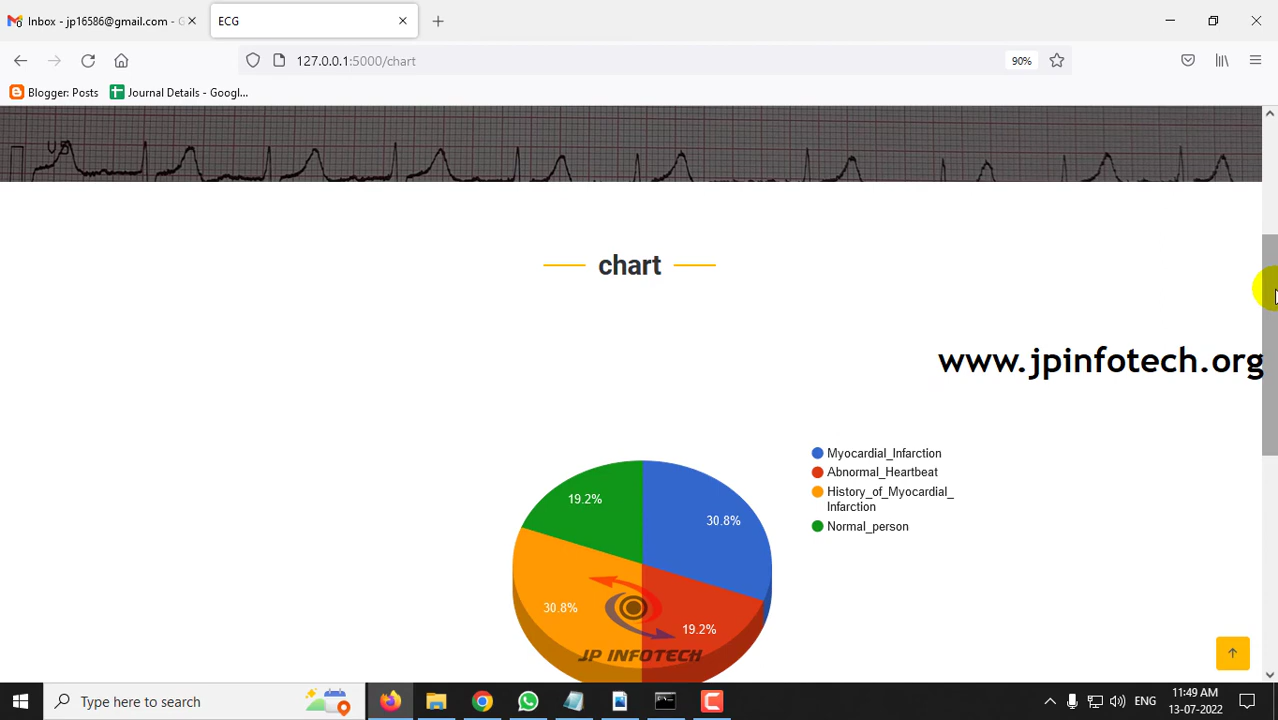 Inbox - jp16586@gmail.com - G
ECG
127.0.0.1:5000/chart
90%
Blogger: Posts
Journal Details - Googl...
chart
www.jpinfotech.org
Myocardial_Infarction
Abnormal_Heartbeat
History_of_Myocardial_
Infarction
Normal_person
19.2%
30.8%
30.8%
19.2%
JP INFOTECH
Type here to search
ENG
11:49 AM
13-07-2022